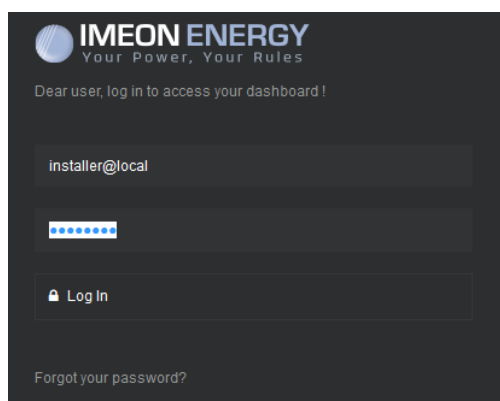 IMEON ENERGY
Your Power, Your Rules
Dear user, log in to access your dashboard !
installer@local
••••••••
Log In
Forgot your password?